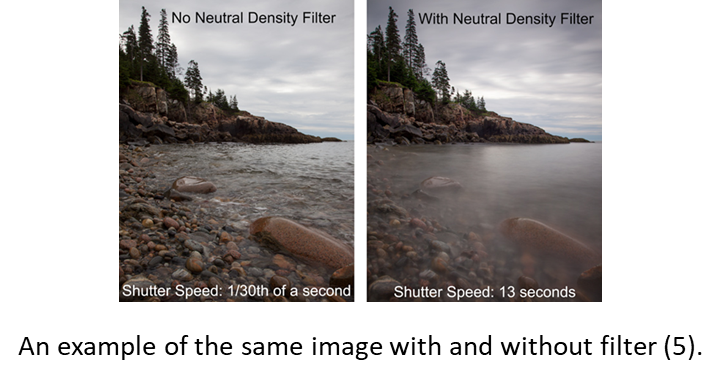 No Neutral Density Filter
With Neutral Density Filter
Shutter Speed: 1/30th of a second
Shutter Speed: 13 seconds
An example of the same image with and without filter (5).